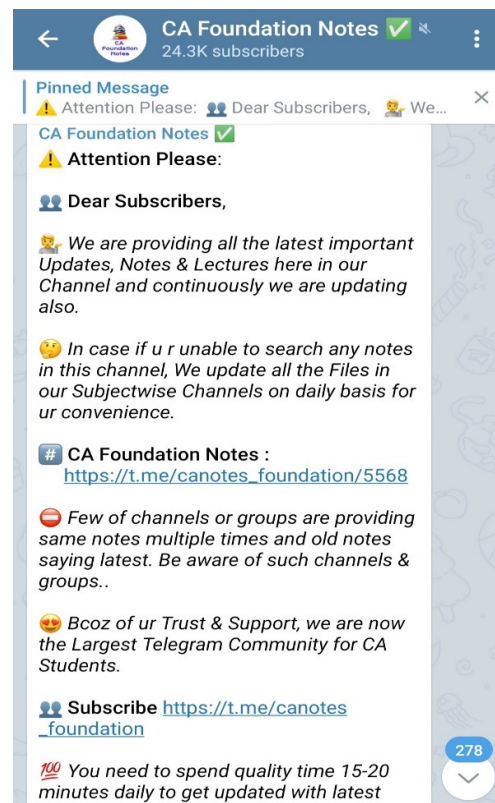 CA Foundation Notes ✅
24.3K subscribers
CA
Foundation
Notes
Pinned Message
⚠️ Attention Please: 👥 Dear Subscribers, 💁‍♂️ We...
CA Foundation Notes ✅
⚠️ Attention Please:
👥 Dear Subscribers,
💁‍♂️ We are providing all the latest important
Updates, Notes & Lectures here in our
Channel and continuously we are updating
also.
🤔 In case if u r unable to search any notes
in this channel, We update all the Files in
our Subjectwise Channels on daily basis for
ur convenience.
#️⃣ CA Foundation Notes :
https://t.me/canotes_foundation/5568
⛔ Few of channels or groups are providing
same notes multiple times and old notes
saying latest. Be aware of such channels &
groups..
😍 Bcoz of ur Trust & Support, we are now
the Largest Telegram Community for CA
Students.
👥 Subscribe https://t.me/canotes
_foundation
💯 You need to spend quality time 15-20
minutes daily to get updated with latest
278